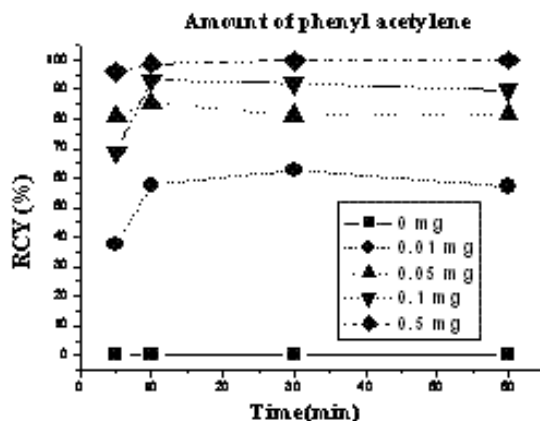 Amount of phenyl acetylene
100
90
80
70
60
50
40
30
20
10
0
RCY (%)
0 mg
0.01 mg
0.05 mg
0.1 mg
0.5 mg
0 10 20 30 40 50 60
Time(min)